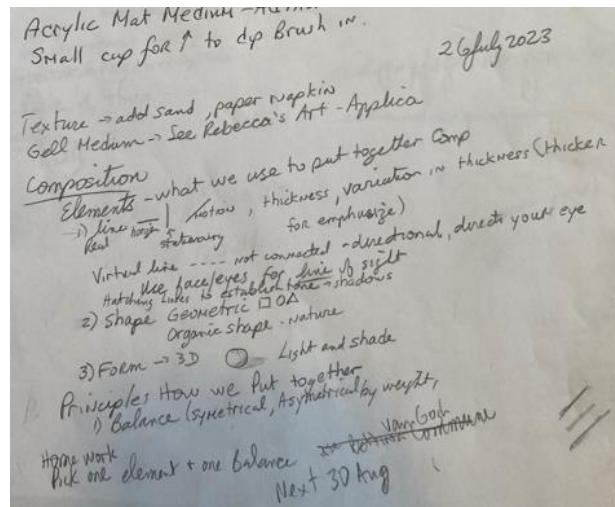 Acrylic Mat Medium
Small cup for ↑ to dip Brush in.
26 July 2023
Texture → add sand, paper napkin
Gell Medium → See Rebecca's Art - Applica
Composition
Elements - what we use to put together Comp
1) line horiz | motion, thickness, variation in thickness (thicker
Real stationary for emphasize)
Virtual line ---- not connected - directional, directs your eye
Use face/eyes for line of sight
Hatching lines to establish tone → shadows
2) Shape Geometric □ O △
Organic shape - Nature
3) Form → 3D Light and shade
Principles How we Put together
1) Balance (symetrical, Asymatrical by weight,
Home work
Pick one element + one balance
Van Goh
Next 30 Aug